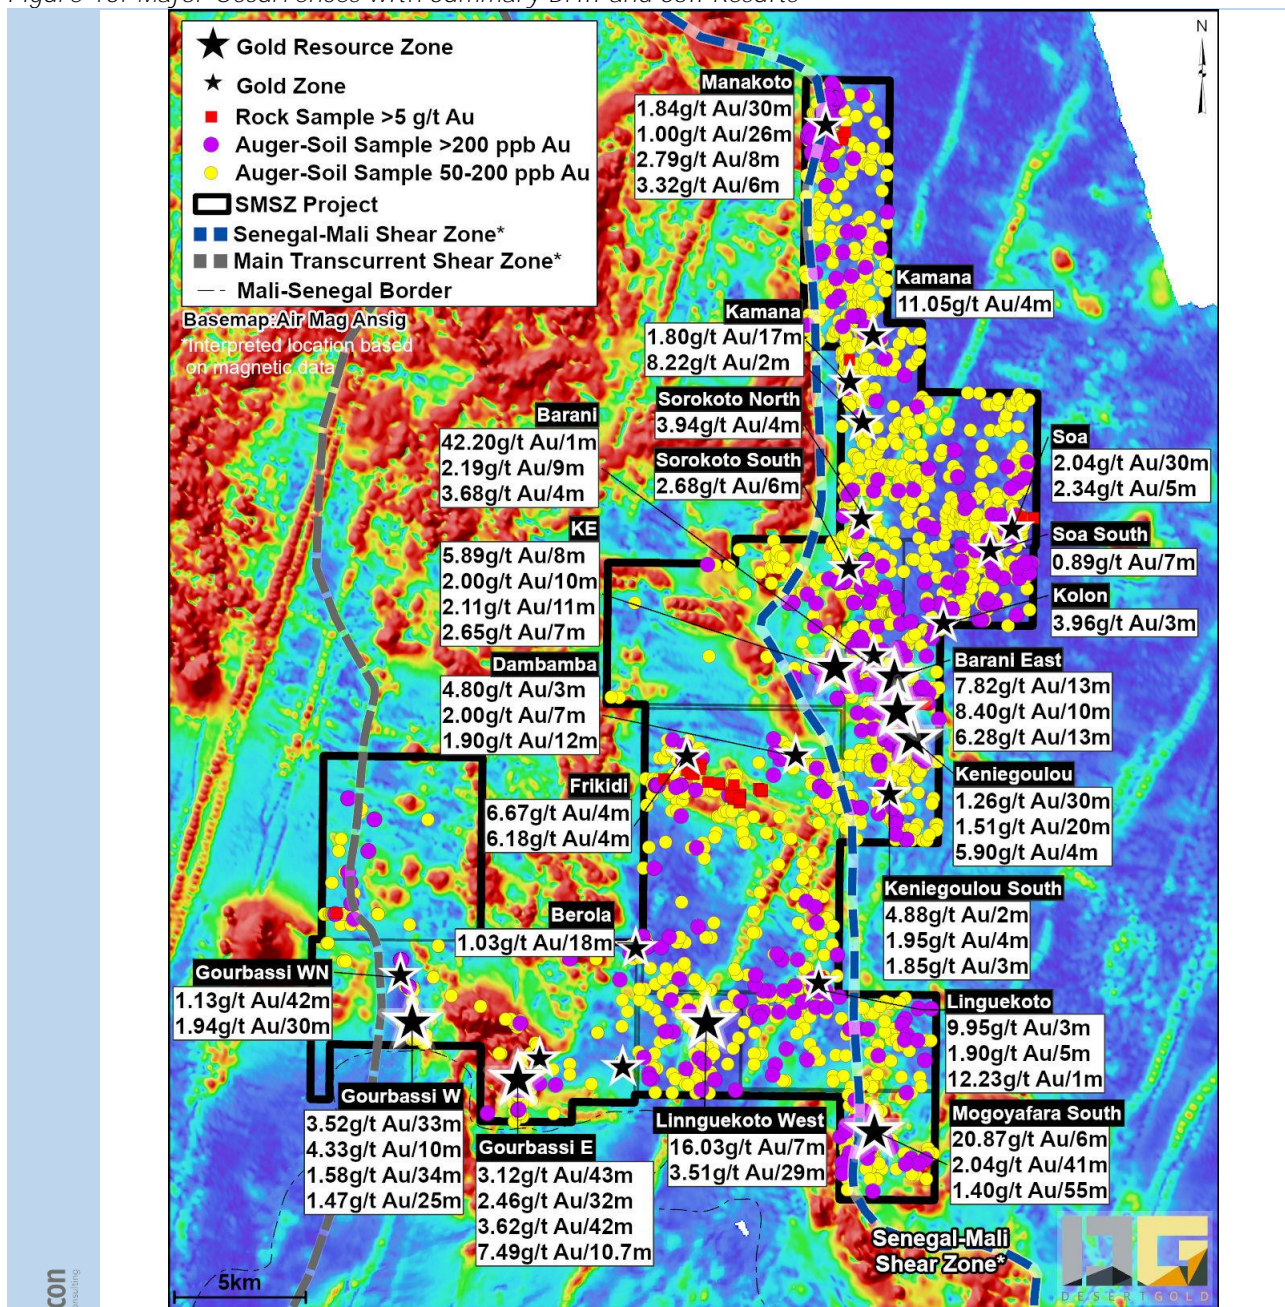 Figure 10: Major Occurrences with Summary Drill and Soil Results
N
Gold Resource Zone
Gold Zone
Rock Sample >5 g/t Au
Auger-Soil Sample >200 ppb Au
Auger-Soil Sample 50-200 ppb Au
SMSZ Project
Senegal-Mali Shear Zone*
Main Transcurrent Shear Zone*
Mali-Senegal Border
Basemap:Air Mag Ansig
*Interpreted location based
on magnetic data
Manakoto
1.84g/t Au/30m
1.00g/t Au/26m
2.79g/t Au/8m
3.32g/t Au/6m
Kamana
11.05g/t Au/4m
Kamana
1.80g/t Au/17m
8.22g/t Au/2m
Sorokoto North
3.94g/t Au/4m
Sorokoto South
2.68g/t Au/6m
Barani
42.20g/t Au/1m
2.19g/t Au/9m
3.68g/t Au/4m
KE
5.89g/t Au/8m
2.00g/t Au/10m
2.11g/t Au/11m
2.65g/t Au/7m
Dambamba
4.80g/t Au/3m
2.00g/t Au/7m
1.90g/t Au/12m
Frikidi
6.67g/t Au/4m
6.18g/t Au/4m
Berola
1.03g/t Au/18m
Soa
2.04g/t Au/30m
2.34g/t Au/5m
Soa South
0.89g/t Au/7m
Kolon
3.96g/t Au/3m
Barani East
7.82g/t Au/13m
8.40g/t Au/10m
6.28g/t Au/13m
Keniegoulou
1.26g/t Au/30m
1.51g/t Au/20m
5.90g/t Au/4m
Keniegoulou South
4.88g/t Au/2m
1.95g/t Au/4m
1.85g/t Au/3m
Linguekoto
9.95g/t Au/3m
1.90g/t Au/5m
12.23g/t Au/1m
Mogoyafara South
20.87g/t Au/6m
2.04g/t Au/41m
1.40g/t Au/55m
Gourbassi WN
1.13g/t Au/42m
1.94g/t Au/30m
Gourbassi W
3.52g/t Au/33m
4.33g/t Au/10m
1.58g/t Au/34m
1.47g/t Au/25m
Gourbassi E
3.12g/t Au/43m
2.46g/t Au/32m
3.62g/t Au/42m
7.49g/t Au/10.7m
Linnguekoto West
16.03g/t Au/7m
3.51g/t Au/29m
Senegal-Mali
Shear Zone*
5km
DESERTGOLD